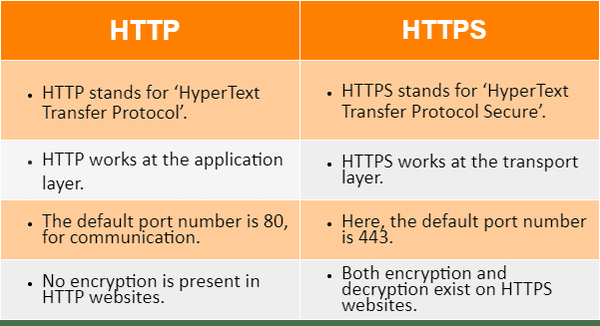 HTTP
HTTPS
• HTTP stands for ‘HyperText
Transfer Protocol’.
• HTTPS stands for ‘HyperText
Transfer Protocol Secure’.
• HTTP works at the application
layer.
• HTTPS works at the transport
layer.
• The default port number is 80,
for communication.
• Here, the default port number
is 443.
• No encryption is present in
HTTP websites.
• Both encryption and
decryption exist on HTTPS
websites.